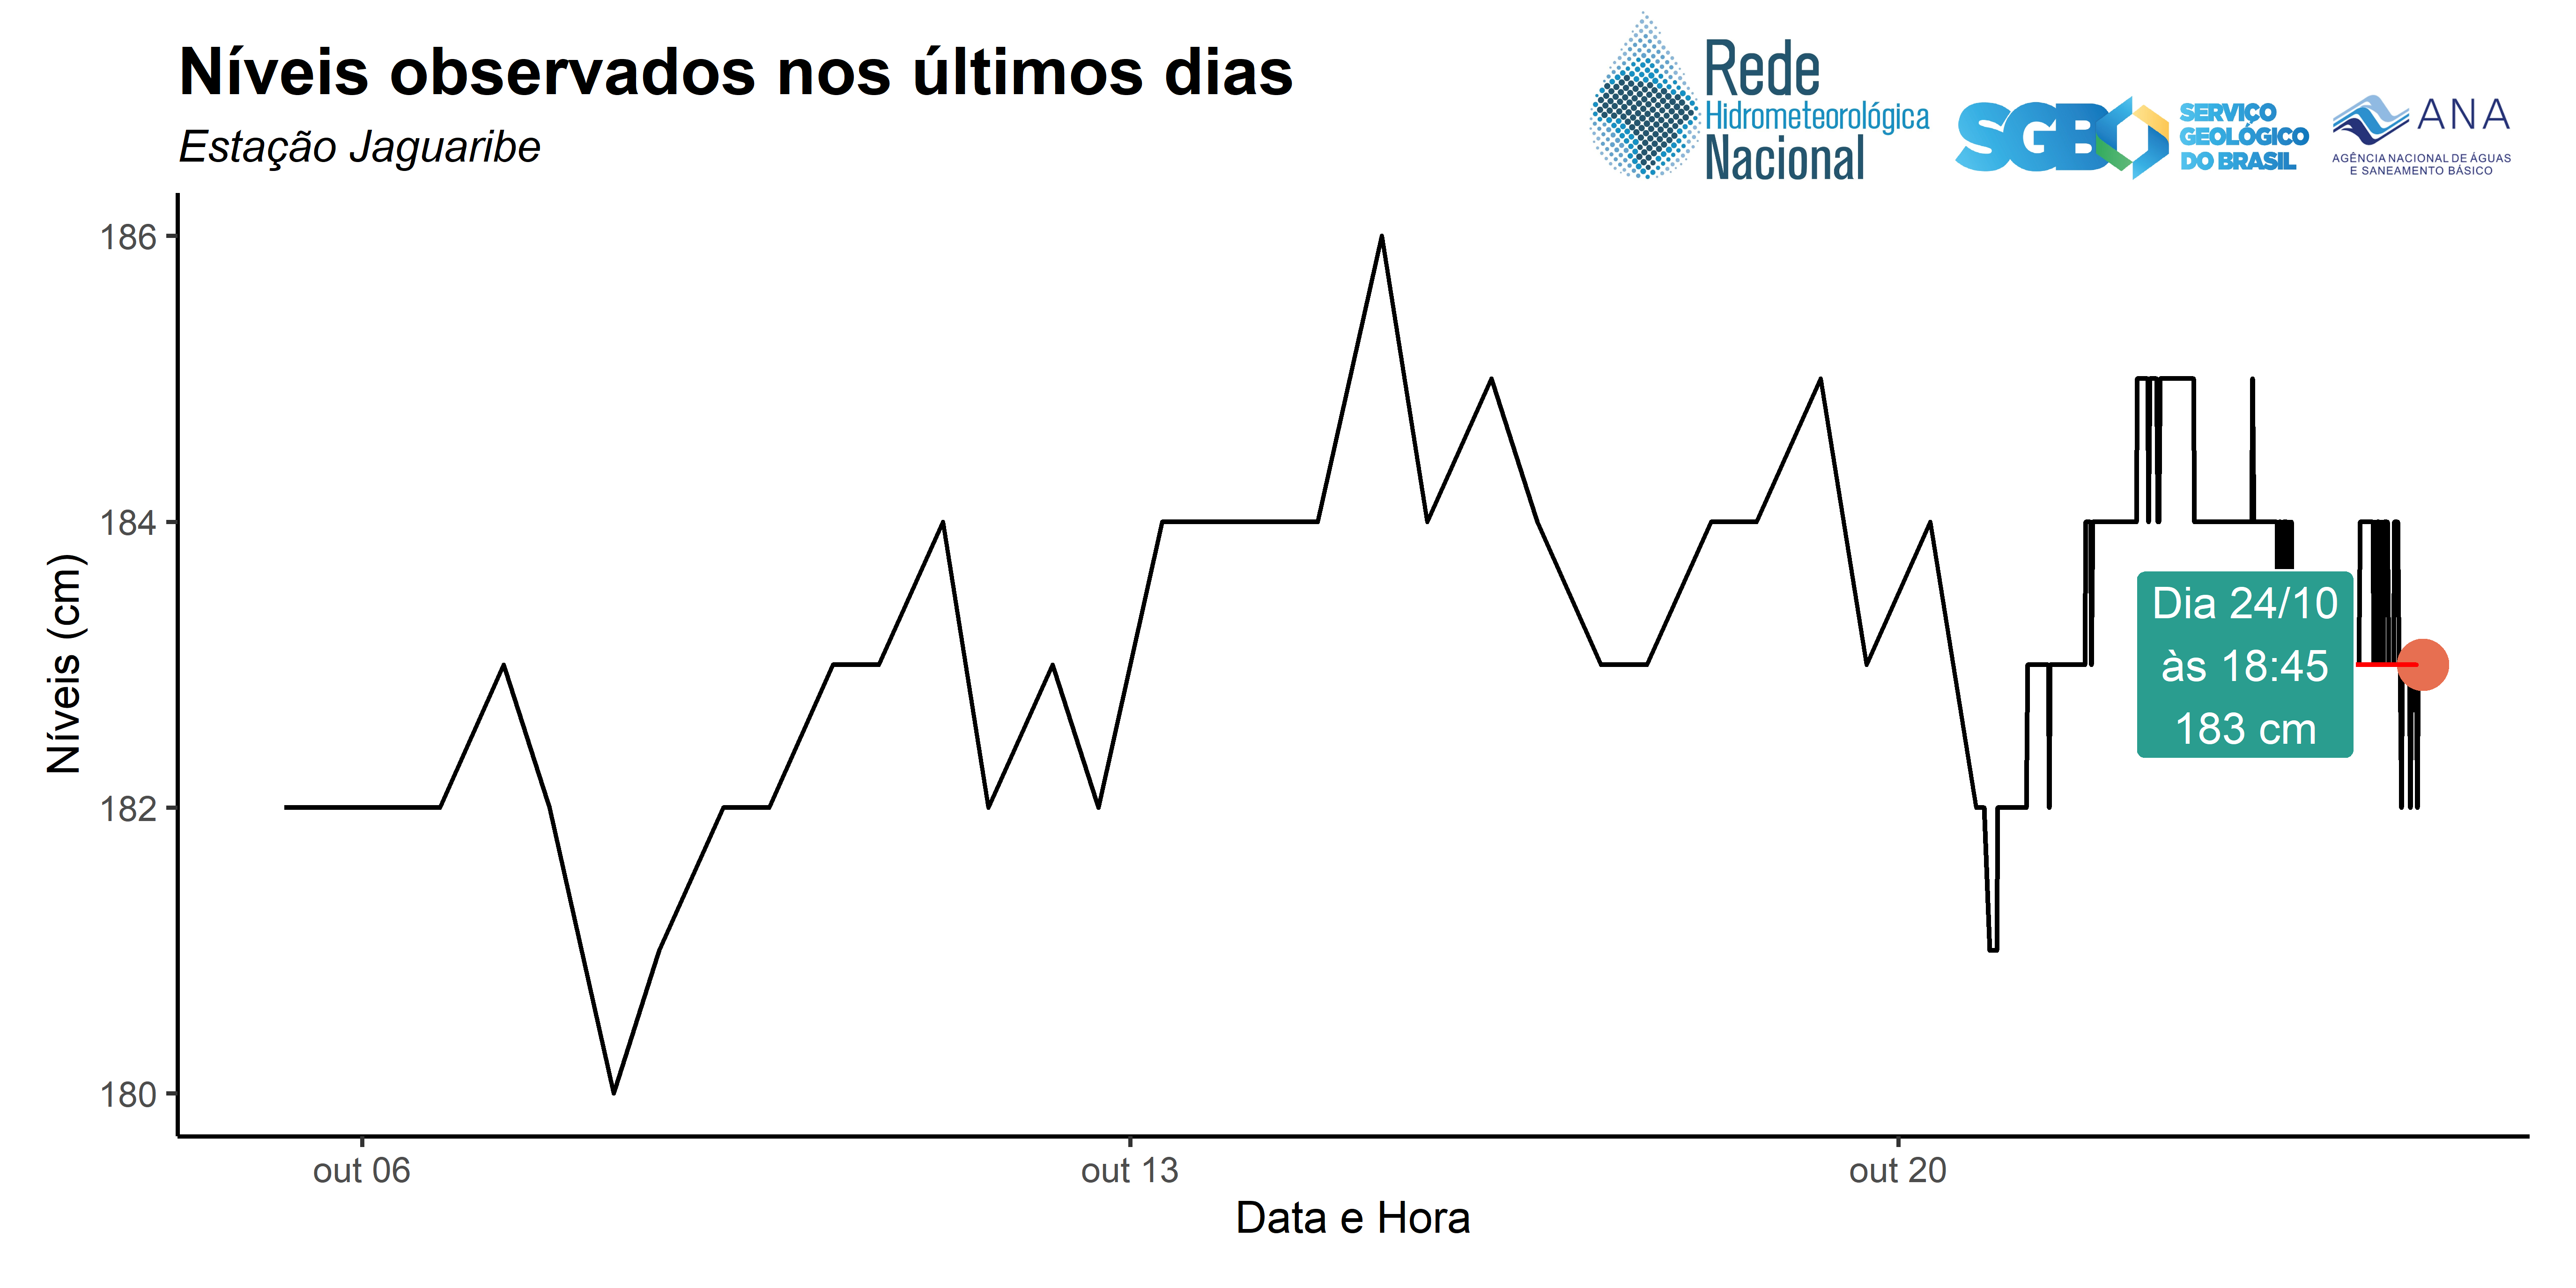 Níveis observados nos últimos dias
Estação Jaguaribe
Rede
Hidrometeorológica
Nacional
SGB
SERVIÇO
GEOLÓGICO
DO BRASIL
ANA
AGÊNCIA NACIONAL DE ÁGUAS
E SANEAMENTO BÁSICO
186
184
182
180
Níveis (cm)
Dia 24/10
às 18:45
183 cm
out 06
out 13
out 20
Data e Hora